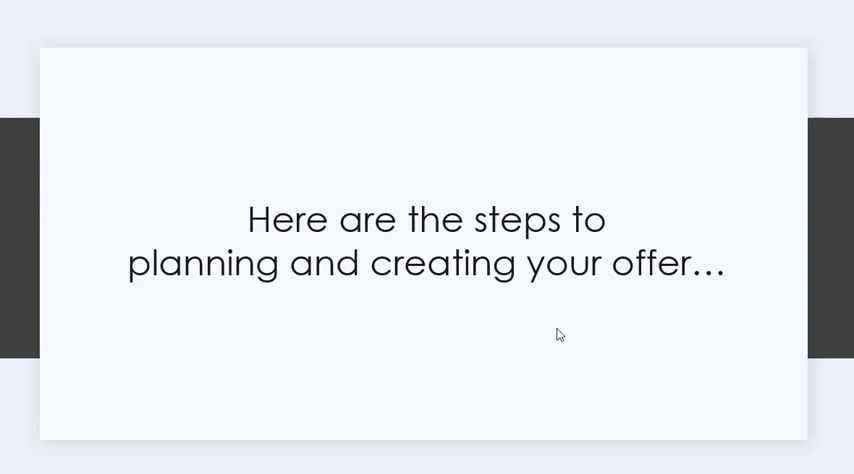 Here are the steps to
planning and creating your offer...